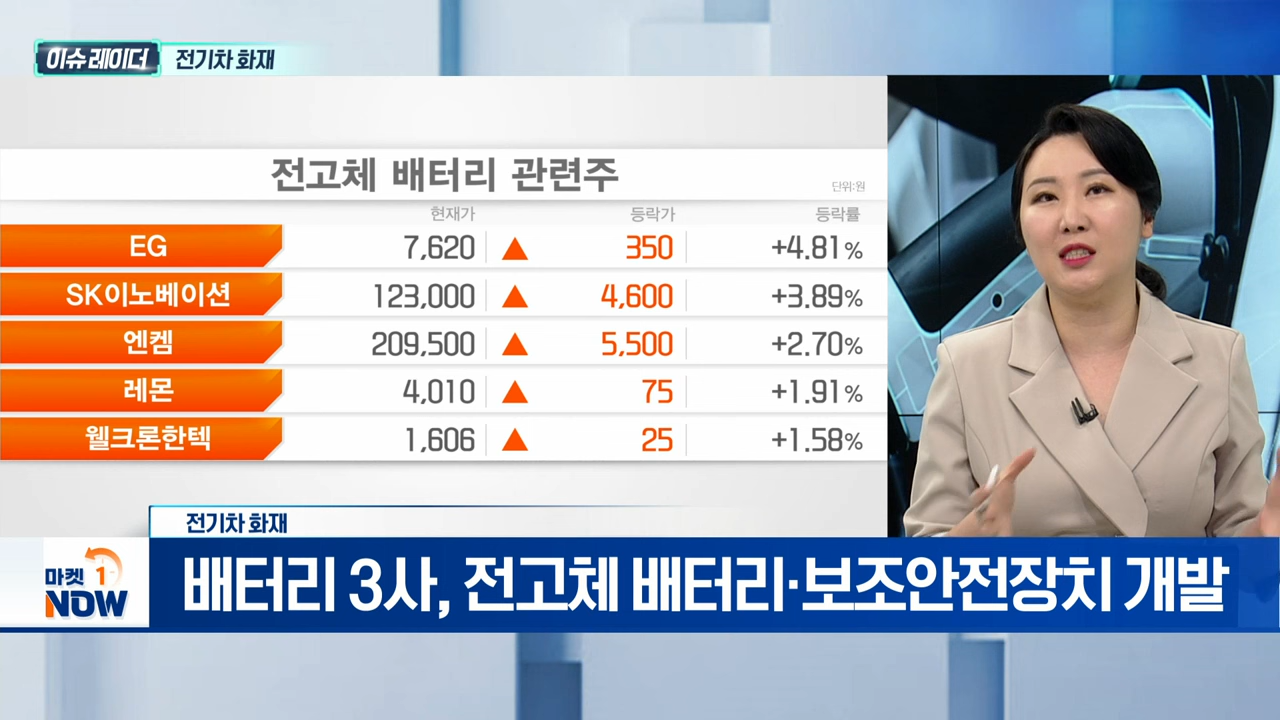 이슈 레이더 전기차 화재
전고체 배터리 관련주
단위:원
현재가 등락가 등락률
EG 7,620 ▲ 350 +4.81%
SK이노베이션 123,000 ▲ 4,600 +3.89%
엔켐 209,500 ▲ 5,500 +2.70%
레몬 4,010 ▲ 75 +1.91%
웰크론한텍 1,606 ▲ 25 +1.58%
전기차 화재
마켓 1
NOW
배터리 3사, 전고체 배터리·보조안전장치 개발